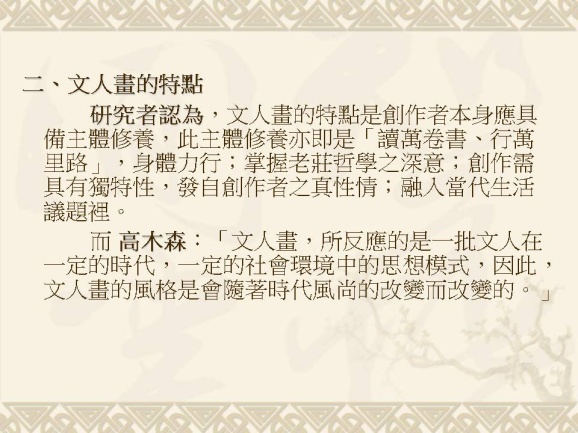 二、文人畫的特點
研究者認為，文人畫的特點是創作者本身應具
備主體修養，此主體修養亦即是「讀萬卷書、行萬
里路」，身體力行；掌握老莊哲學之深意；創作需
具有獨特性，發自創作者之真性情；融入當代生活
議題裡。
而 高木森：「文人畫，所反應的是一批文人在
一定的時代，一定的社會環境中的思想模式，因此，
文人畫的風格是會隨著時代風尚的改變而改變的。」